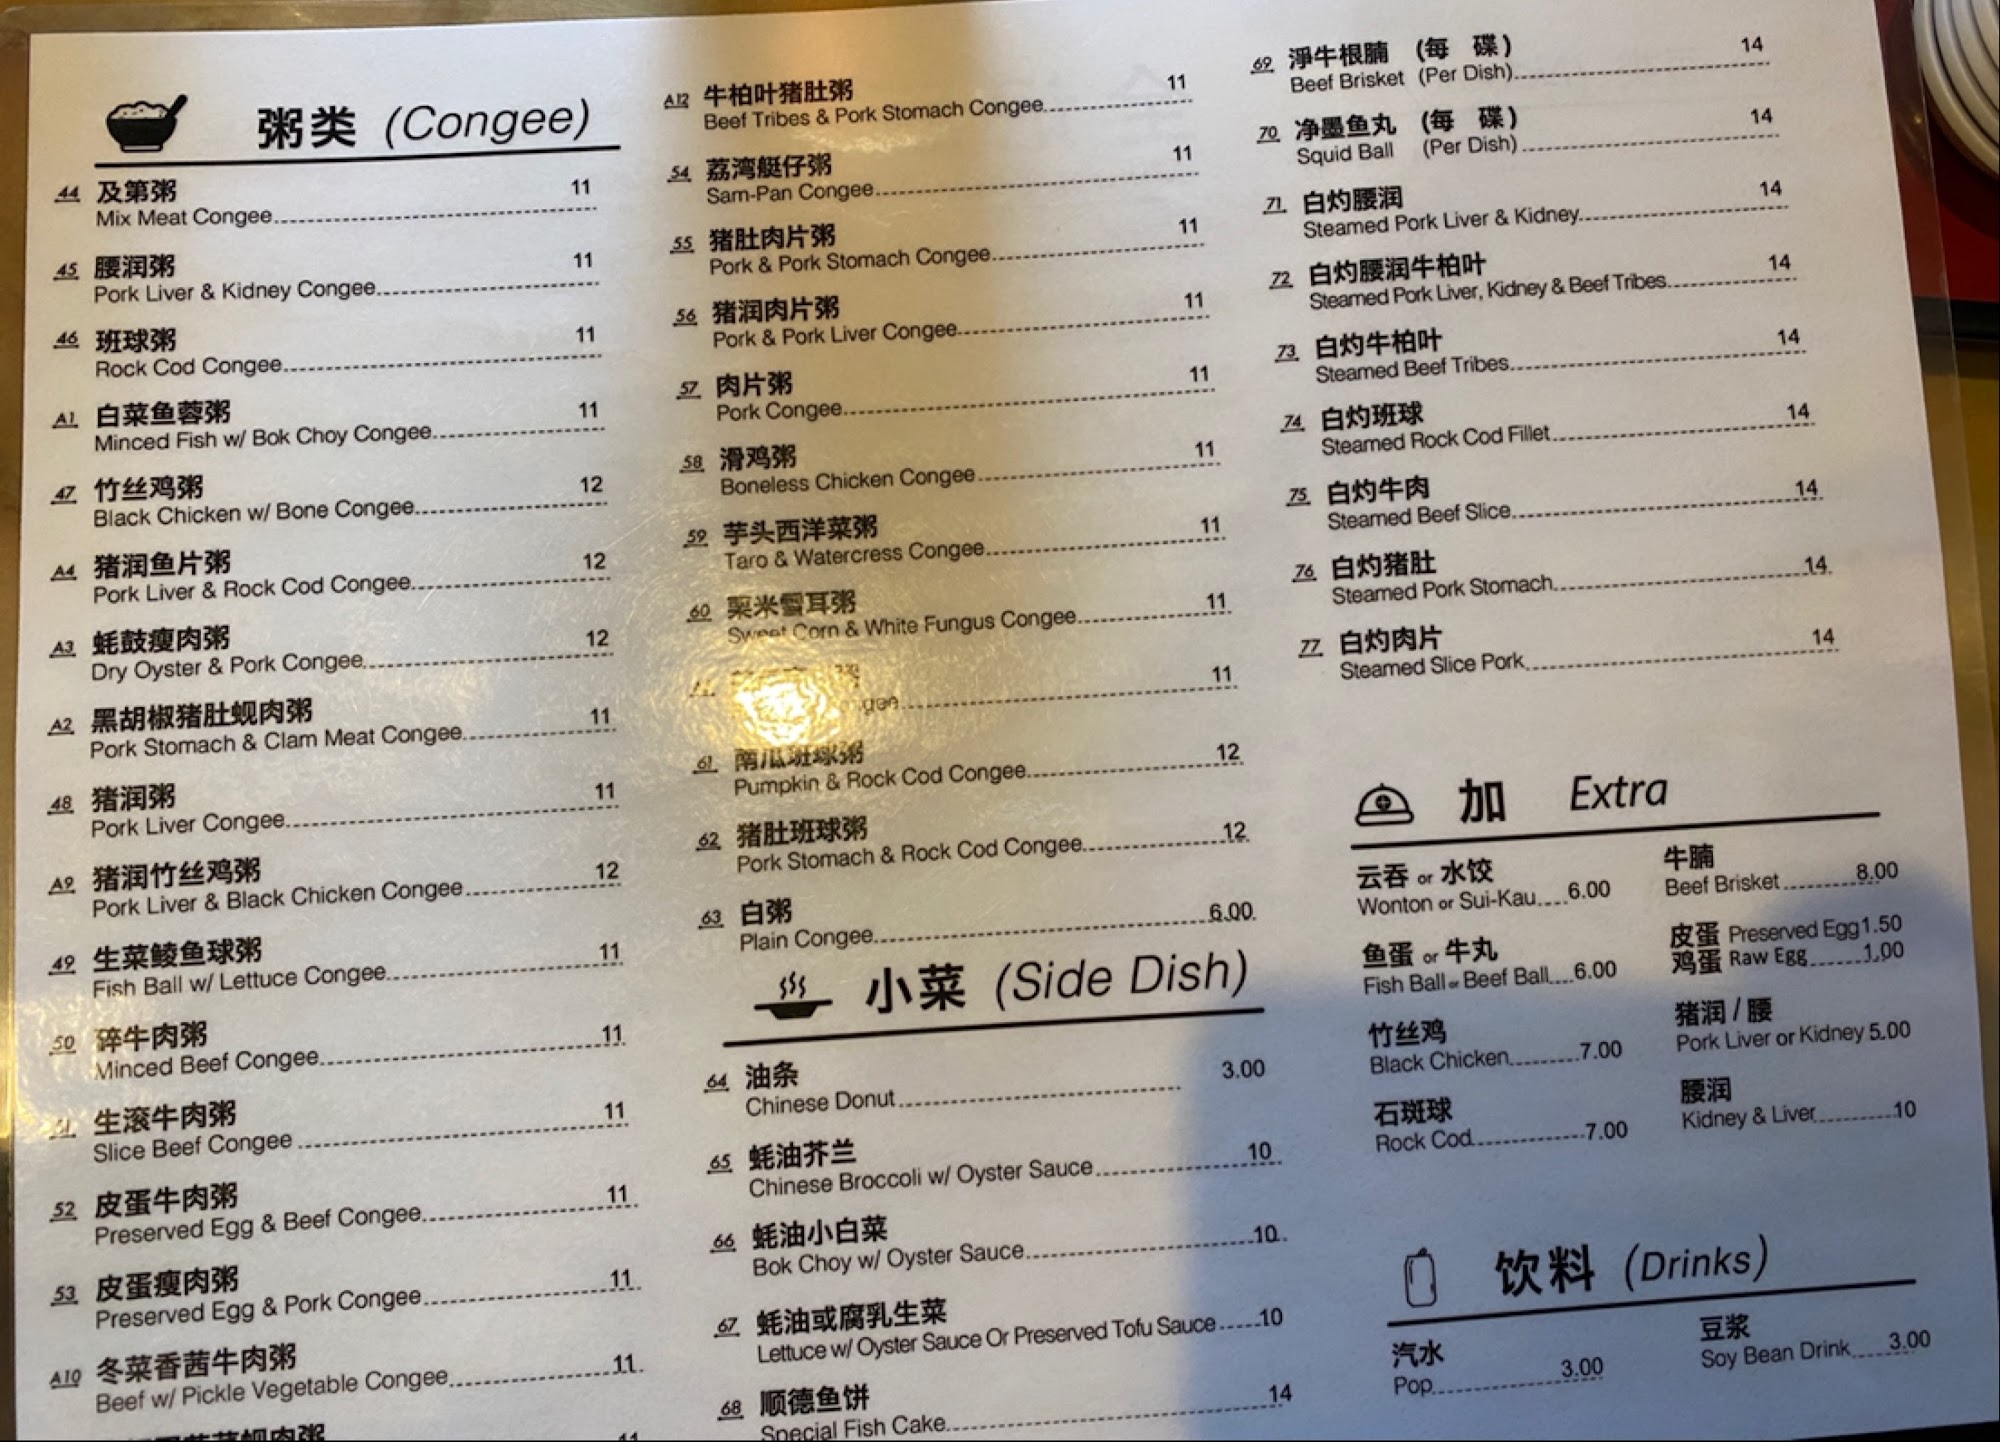 粥类 (Congee)
44 及第粥 11
Mix Meat Congee
45 腰润粥 11
Pork Liver & Kidney Congee
46 班球粥 11
Rock Cod Congee
A1 白菜鱼蓉粥 11
Minced Fish w/ Bok Choy Congee
47 竹丝鸡粥 12
Black Chicken w/ Bone Congee
A4 猪润鱼片粥 12
Pork Liver & Rock Cod Congee
A3 蚝鼓瘦肉粥 12
Dry Oyster & Pork Congee
A2 黑胡椒猪肚蚬肉粥 11
Pork Stomach & Clam Meat Congee
48 猪润粥 11
Pork Liver Congee
A9 猪润竹丝鸡粥 12
Pork Liver & Black Chicken Congee
49 生菜鲮鱼球粥 11
Fish Ball w/ Lettuce Congee
50 碎牛肉粥 11
Minced Beef Congee
生滚牛肉粥 11
Slice Beef Congee
52 皮蛋牛肉粥 11
Preserved Egg & Beef Congee
53 皮蛋瘦肉粥 11
Preserved Egg & Pork Congee
A10 冬菜香茜牛肉粥 11
Beef w/ Pickle Vegetable Congee
蚬肉粥 11
A12 牛柏叶猪肚粥 11
Beef Tribes & Pork Stomach Congee
54 荔湾艇仔粥 11
Sam-Pan Congee
55 猪肚肉片粥 11
Pork & Pork Stomach Congee
56 猪润肉片粥 11
Pork & Pork Liver Congee
57 肉片粥 11
Pork Congee
58 滑鸡粥 11
Boneless Chicken Congee
59 芋头西洋菜粥 11
Taro & Watercress Congee
60 粟米雪耳粥 11
Sweet Corn & White Fungus Congee
11
61 南瓜班球粥 12
Pumpkin & Rock Cod Congee
62 猪肚班球粥 12
Pork Stomach & Rock Cod Congee
63 白粥 6.00
Plain Congee
小菜 (Side Dish)
64 油条 3.00
Chinese Donut
65 蚝油芥兰 10
Chinese Broccoli w/ Oyster Sauce
66 蚝油小白菜 10
Bok Choy w/ Oyster Sauce
67 蚝油或腐乳生菜 10
Lettuce w/ Oyster Sauce Or Preserved Tofu Sauce
68 顺德鱼饼 14
Special Fish Cake
69 淨牛根腩 (每 碟) 14
Beef Brisket (Per Dish)
70 净墨鱼丸 (每 碟) 14
Squid Ball (Per Dish)
71 白灼腰润 14
Steamed Pork Liver & Kidney
72 白灼腰润牛柏叶 14
Steamed Pork Liver, Kidney & Beef Tribes
73 白灼牛柏叶 14
Steamed Beef Tribes
74 白灼班球 14
Steamed Rock Cod Fillet
75 白灼牛肉 14
Steamed Beef Slice
76 白灼猪肚 14
Steamed Pork Stomach
77 白灼肉片 14
Steamed Slice Pork
加 Extra
云吞 or 水饺
Wonton or Sui-Kau 6.00
鱼蛋 or 牛丸
Fish Ball or Beef Ball 6.00
竹丝鸡
Black Chicken 7.00
石斑球
Rock Cod 7.00
牛腩
Beef Brisket 8.00
皮蛋 Preserved Egg 1.50
鸡蛋 Raw Egg 1.00
猪润 / 腰
Pork Liver or Kidney 5.00
腰润
Kidney & Liver 10
饮料 (Drinks)
汽水
Pop 3.00
豆浆
Soy Bean Drink 3.00